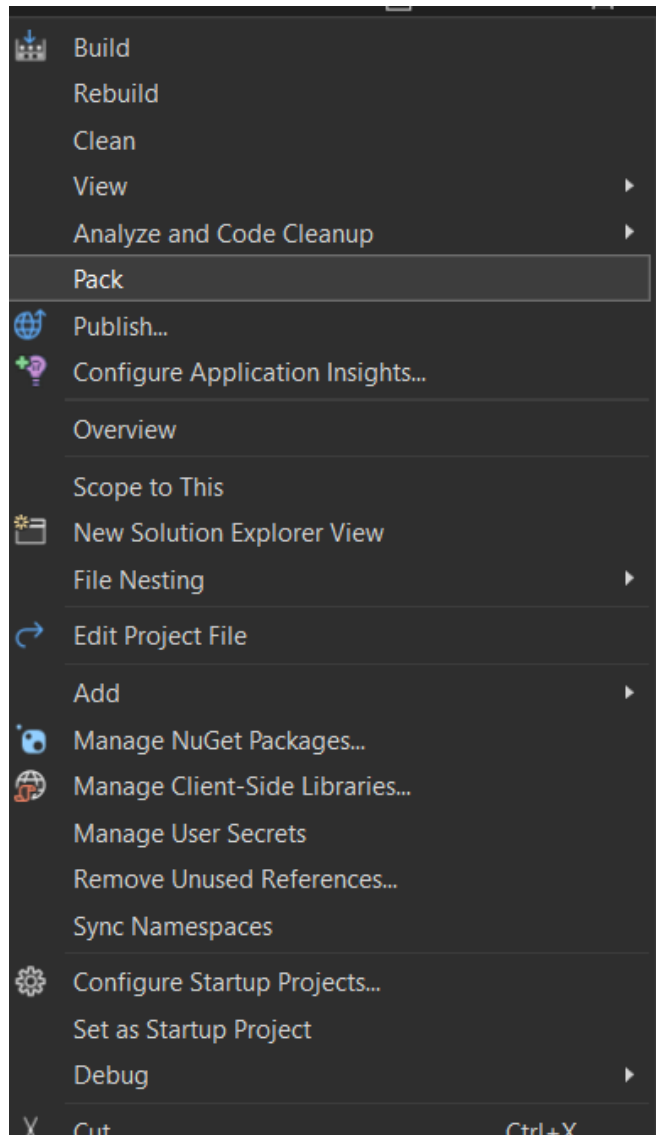 Build
Rebuild
Clean
View
Analyze and Code Cleanup
Pack
Publish...
Configure Application Insights...
Overview
Scope to This
New Solution Explorer View
File Nesting
Edit Project File
Add
Manage NuGet Packages...
Manage Client-Side Libraries...
Manage User Secrets
Remove Unused References...
Sync Namespaces
Configure Startup Projects...
Set as Startup Project
Debug
Cut Ctrl+X